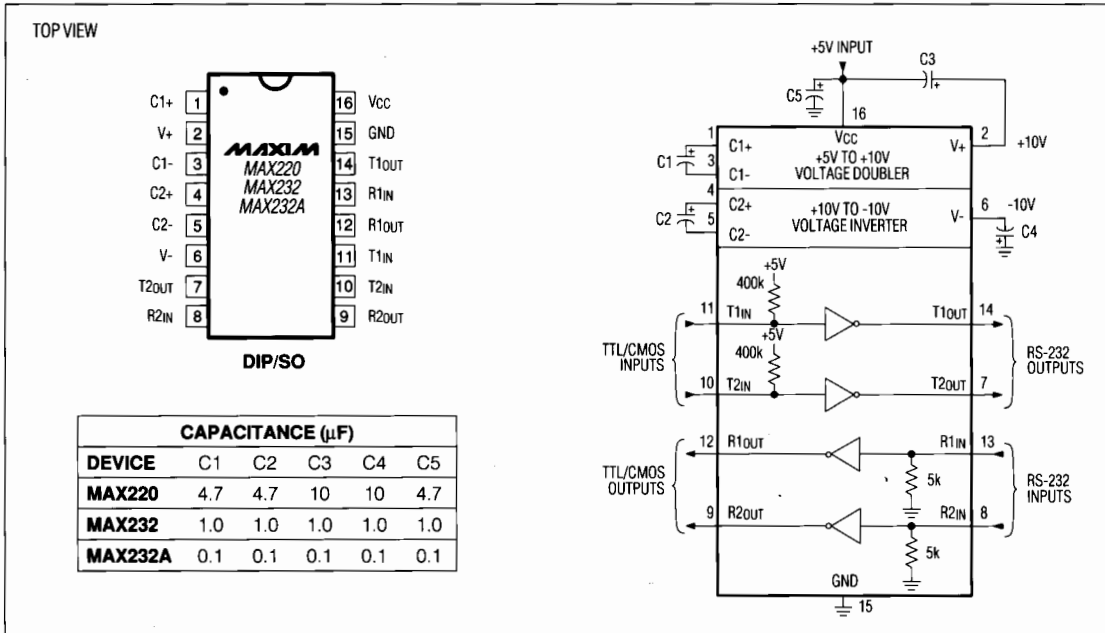 TOP VIEW
C1+ 1
V+ 2
C1- 3
C2+ 4
C2- 5
V- 6
T2OUT 7
R2IN 8
MAXIM
MAX220
MAX232
MAX232A
16 VCC
15 GND
14 T1OUT
13 R1IN
12 R1OUT
11 T1IN
10 T2IN
9 R2OUT
DIP/SO
CAPACITANCE (μF)
DEVICE C1 C2 C3 C4 C5
MAX220 4.7 4.7 10 10 4.7
MAX232 1.0 1.0 1.0 1.0 1.0
MAX232A 0.1 0.1 0.1 0.1 0.1
+5V INPUT
C3
+
C5 +
16
VCC
1 C1+
C1 +
3 C1-
+5V TO +10V
VOLTAGE DOUBLER
V+ 2 +10V
4 C2+
C2 +
5 C2-
+10V TO -10V
VOLTAGE INVERTER
V- 6 -10V
+ C4
+5V
400k
11 T1IN T1OUT 14
+5V
400k
TTL/CMOS
INPUTS
RS-232
OUTPUTS
10 T2IN T2OUT 7
12 R1OUT R1IN 13
5k
TTL/CMOS
OUTPUTS
RS-232
INPUTS
9 R2OUT R2IN 8
5k
GND
15